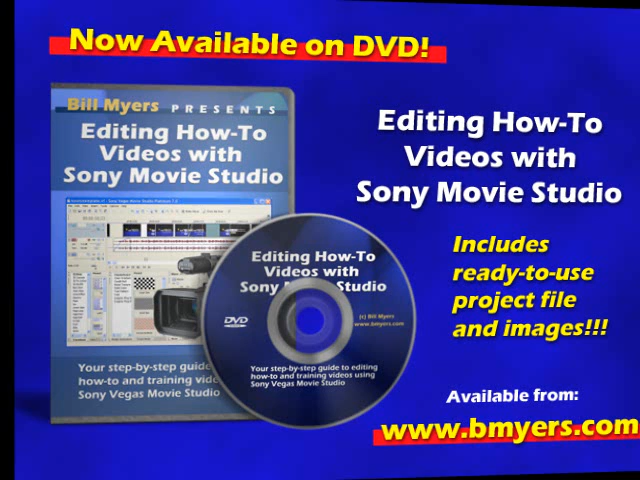 Now Available on DVD!
Bill Myers PRESENTS
Editing How-To
Videos with
Sony Movie Studio
Your step-by-step guide
how-to and training
Sony Vegas Movie Studio
Editing How-To
Videos with
Sony Studio
DVD
(c) Bill Myers
www.bmyers.com
Your step-by-step guide to editing
how-to and training videos using
Sony Vegas Movie Studio
Editing How-To
Videos with
Sony Movie Studio
Includes
ready-to-use
project file
and images!!!
Available from:
www.bmyers.com